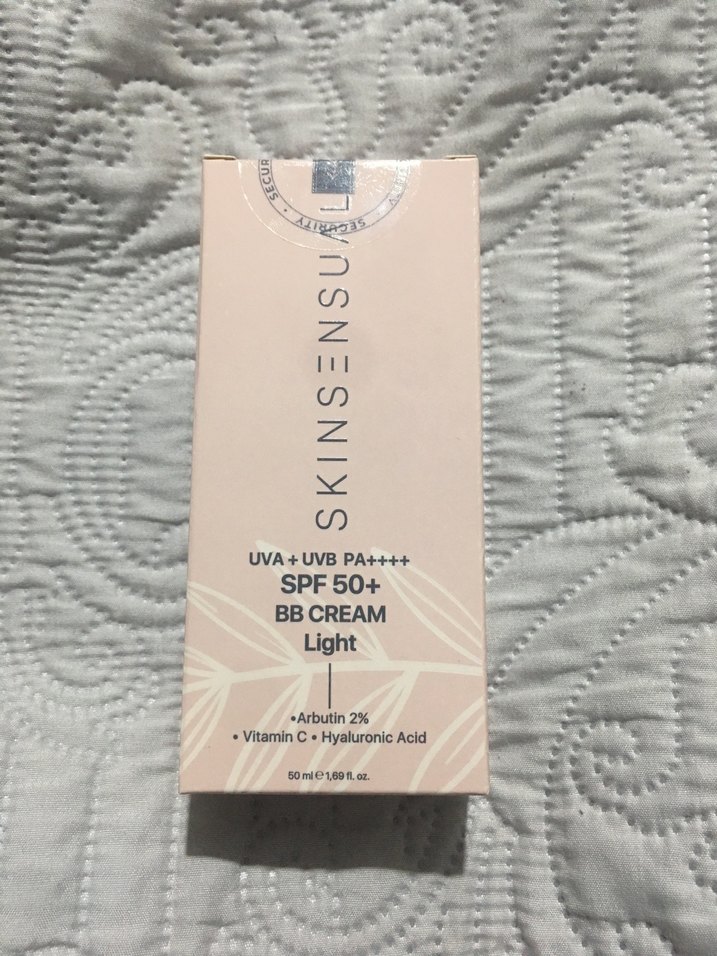 SECURITY
SKINSENSUAL
UVA + UVB PA++++
SPF 50+
BB CREAM
Light
•Arbutin 2%
• Vitamin C • Hyaluronic Acid
50 ml ℮ 1,69 fl. oz.